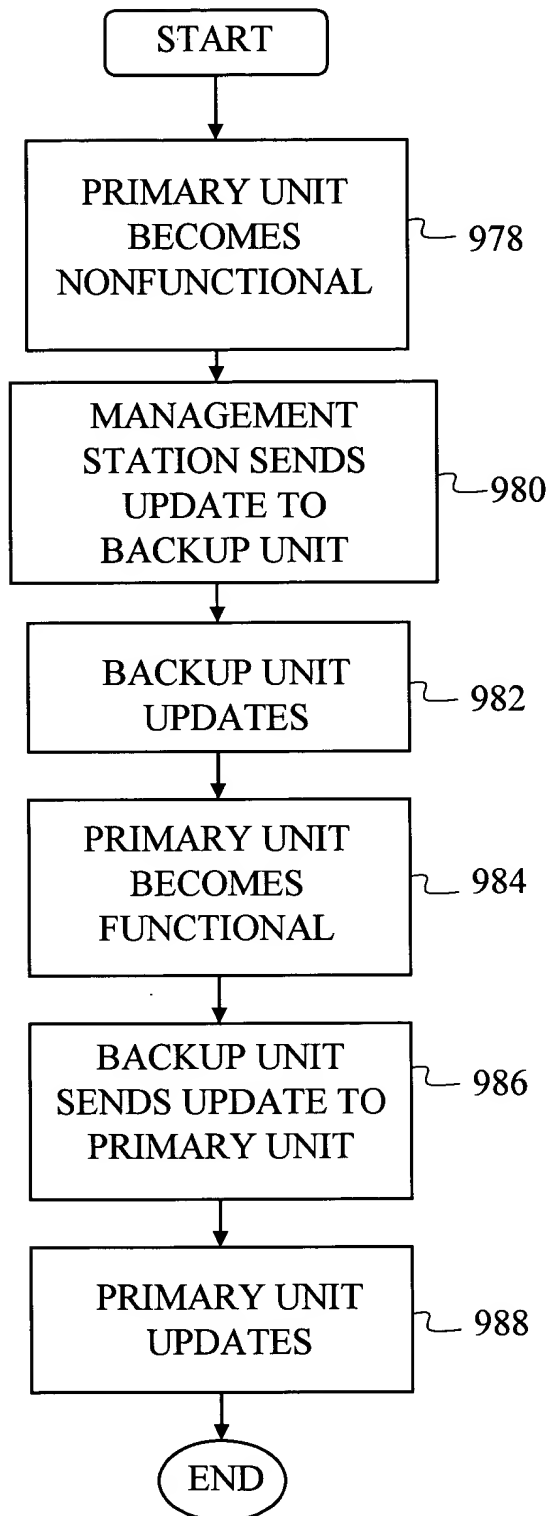 START
PRIMARY UNIT
BECOMES
NONFUNCTIONAL
978
MANAGEMENT
STATION SENDS
UPDATE TO
BACKUP UNIT
980
BACKUP UNIT
UPDATES
982
PRIMARY UNIT
BECOMES
FUNCTIONAL
984
BACKUP UNIT
SENDS UPDATE TO
PRIMARY UNIT
986
PRIMARY UNIT
UPDATES
988
END